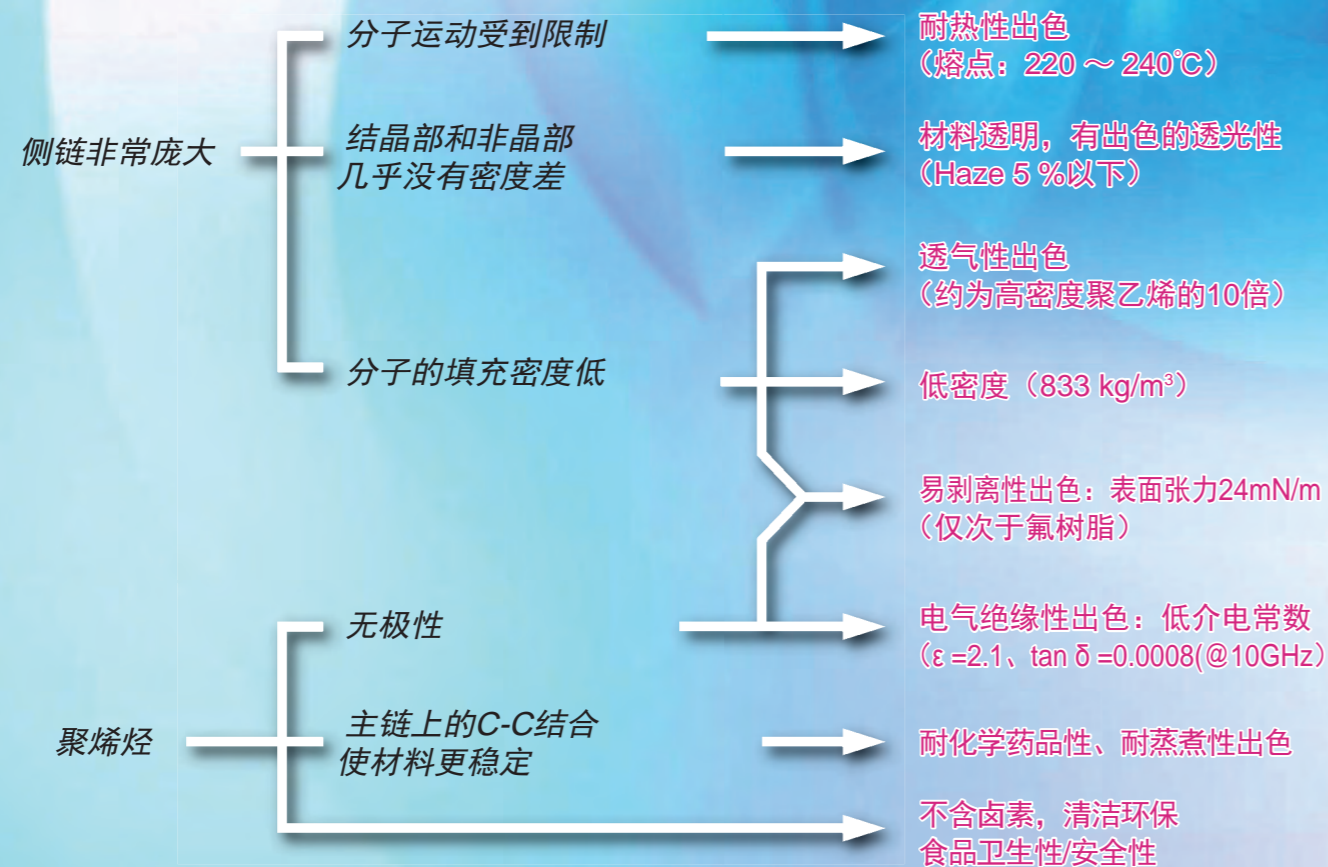 侧链非常庞大
分子运动受到限制
耐热性出色
（熔点：220 ～ 240℃）
结晶部和非晶部
几乎没有密度差
材料透明，有出色的透光性
（Haze 5 %以下）
分子的填充密度低
透气性出色
（约为高密度聚乙烯的10倍）
低密度（833 kg/m³）
易剥离性出色：表面张力24mN/m
（仅次于氟树脂）
聚烯烃
无极性
电气绝缘性出色：低介电常数
（ε =2.1、tan δ =0.0008(@10GHz）
主链上的C-C结合
使材料更稳定
耐化学药品性、耐蒸煮性出色
不含卤素，清洁环保
食品卫生性/安全性